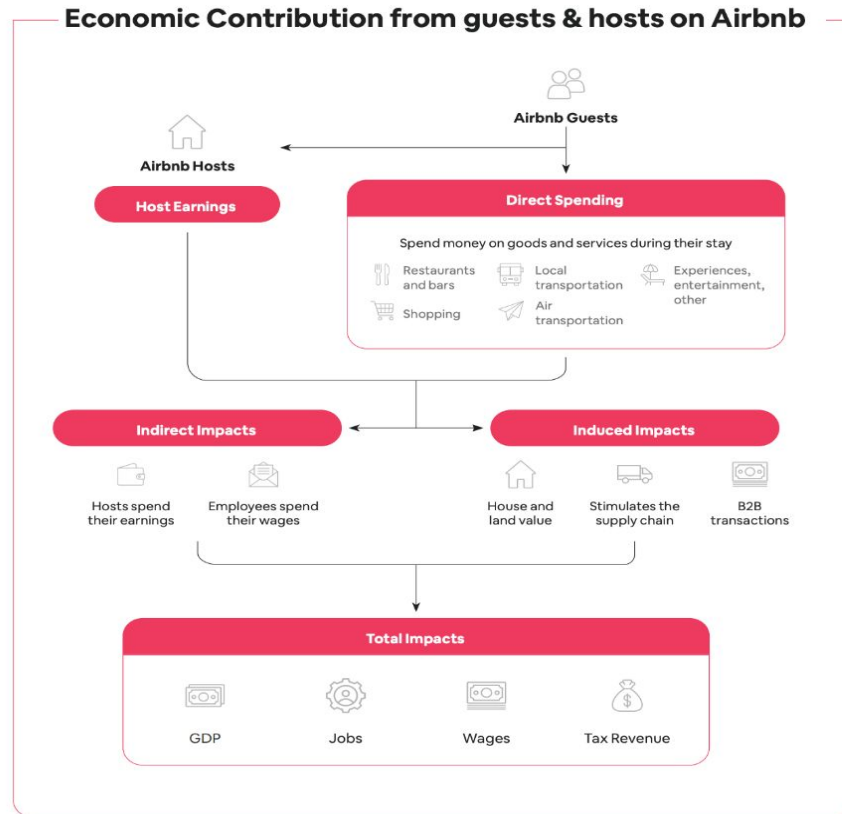 Economic Contribution from guests & hosts on Airbnb
Airbnb Guests
Airbnb Hosts
Host Earnings
Direct Spending
Spend money on goods and services during their stay
Restaurants
and bars
Local
transportation
Experiences,
entertainment,
other
Shopping
Air
transportation
Indirect Impacts
Induced Impacts
Hosts spend
their earnings
Employees spend
their wages
House and
land value
Stimulates the
supply chain
B2B
transactions
Total Impacts
GDP
Jobs
Wages
Tax Revenue